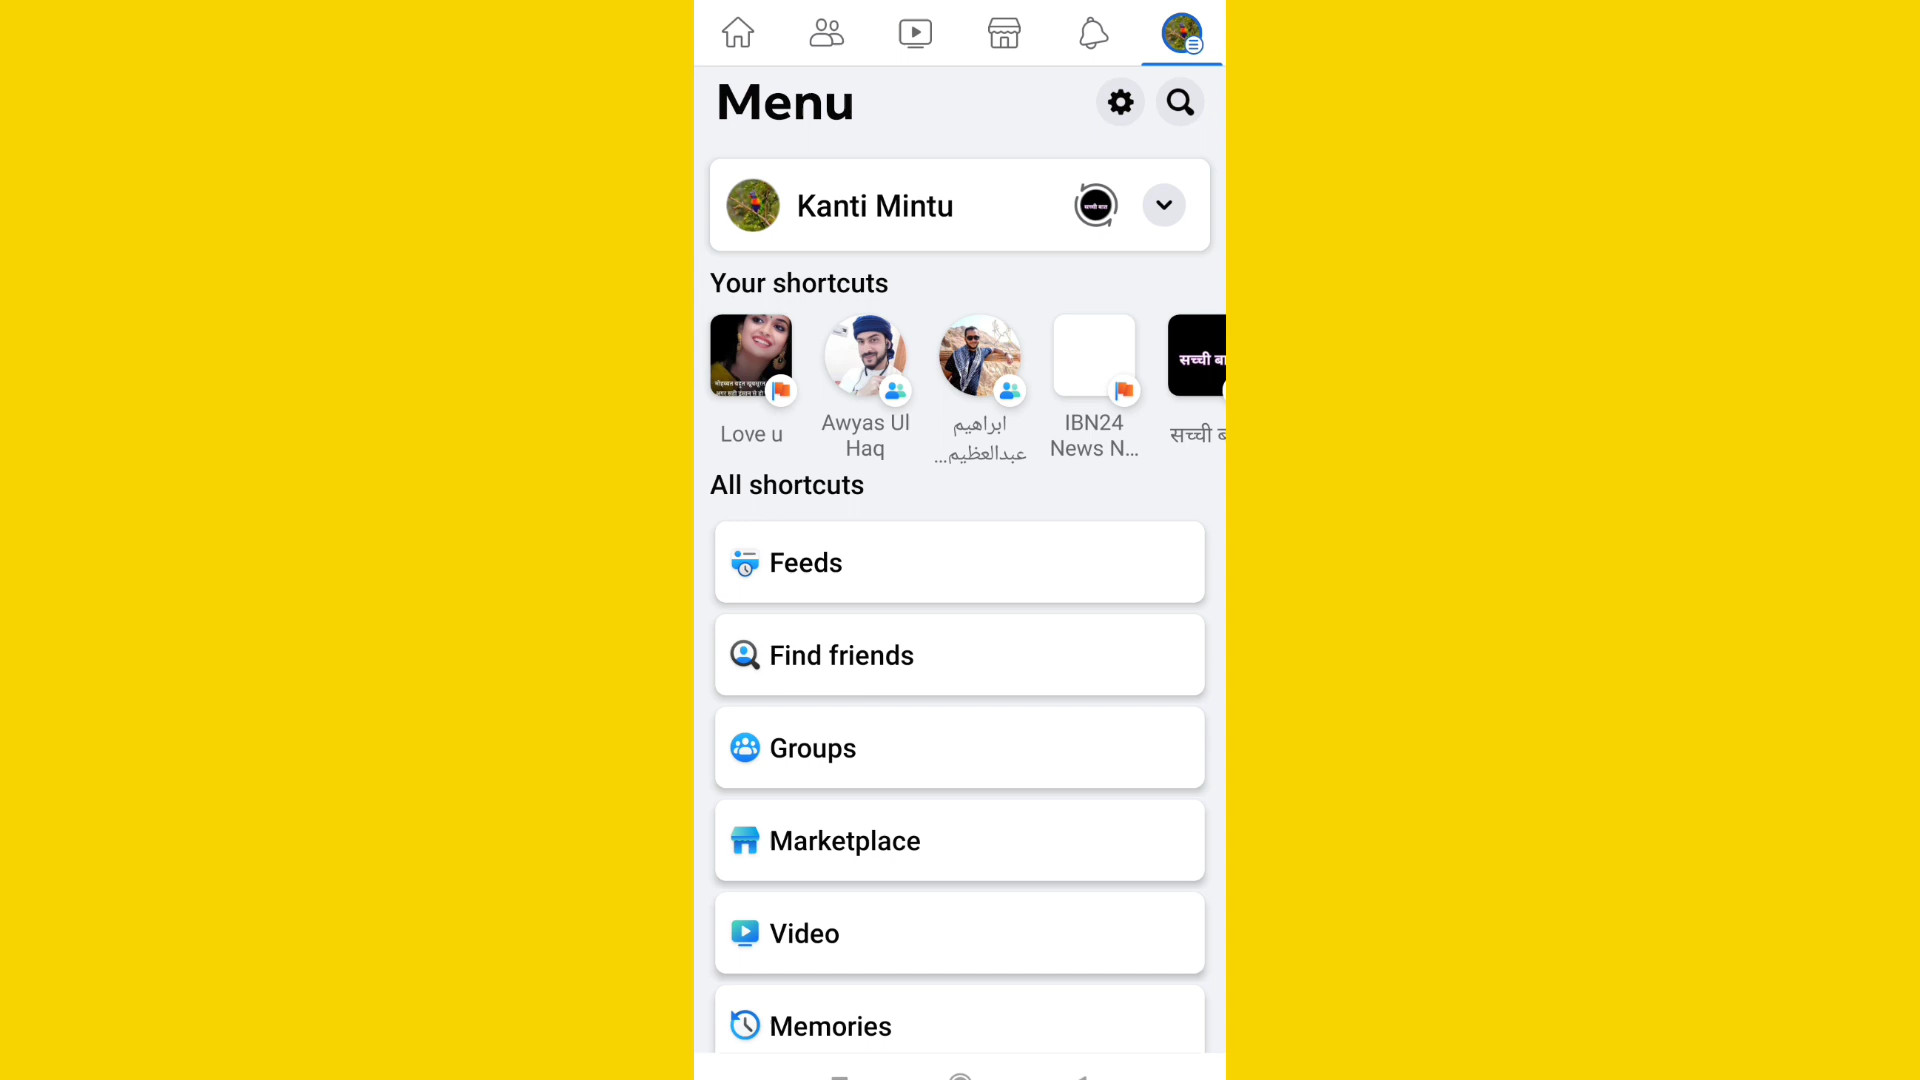 Menu
Kanti Mintu
Your shortcuts
Love u
Awyas Ul
Haq
ابراهيم
عبدالعظيم...
IBN24
News N...
सच्ची
All shortcuts
Feeds
Find friends
Groups
Marketplace
Video
Memories